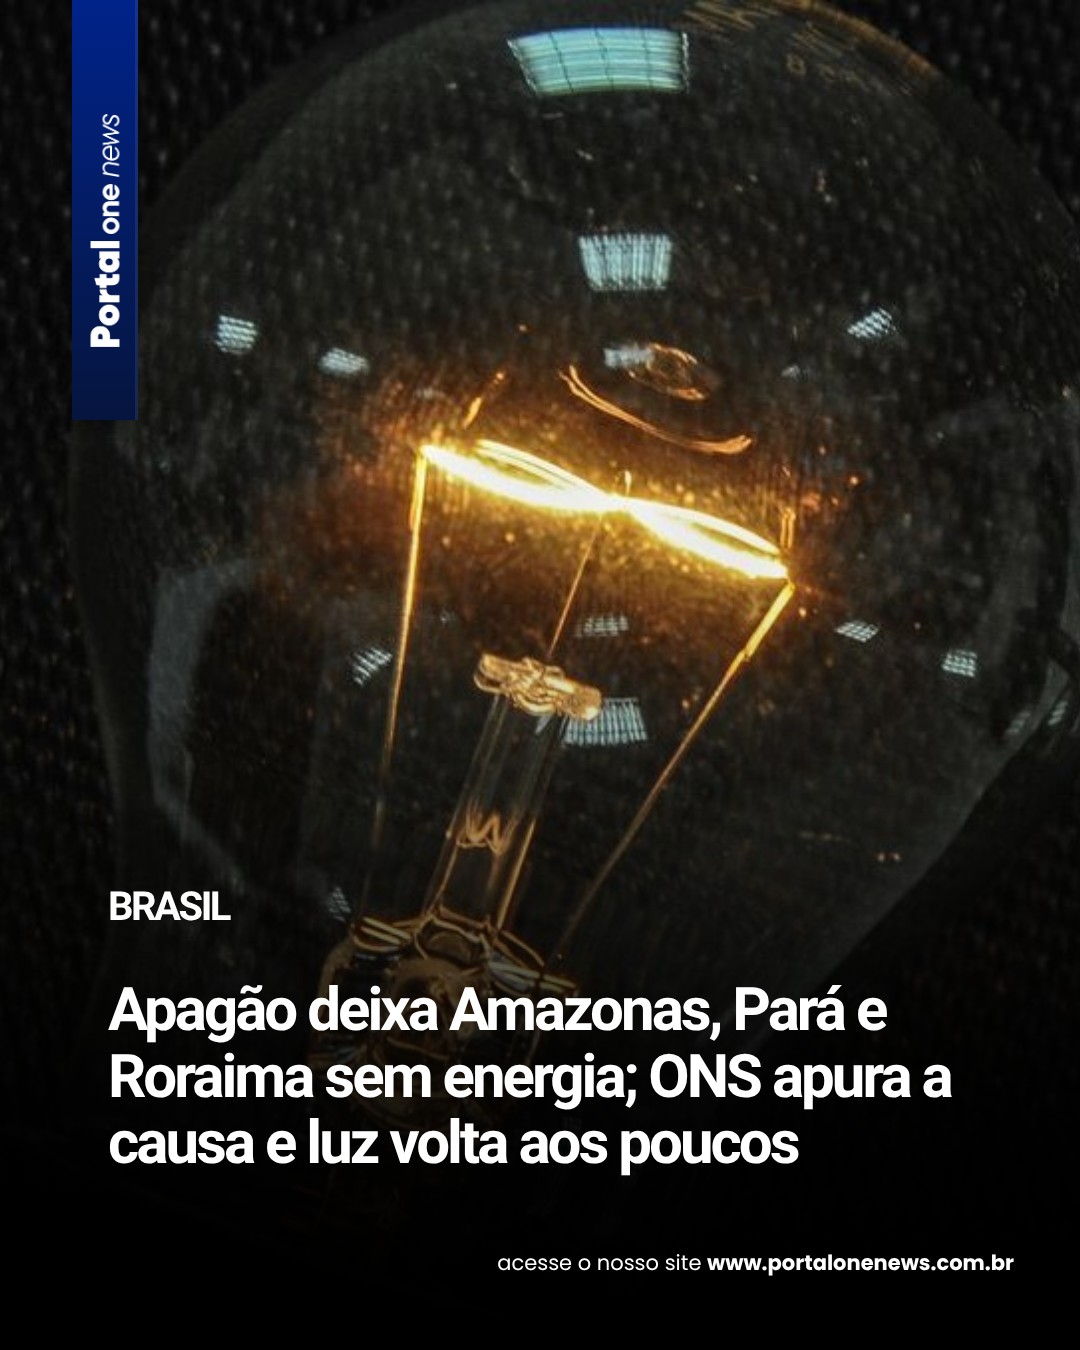 Portal one news
BRASIL
Apagão deixa Amazonas, Pará e
Roraima sem energia; ONS apura a
causa e luz volta aos poucos
acesse o nosso site www.portalonenews.com.br